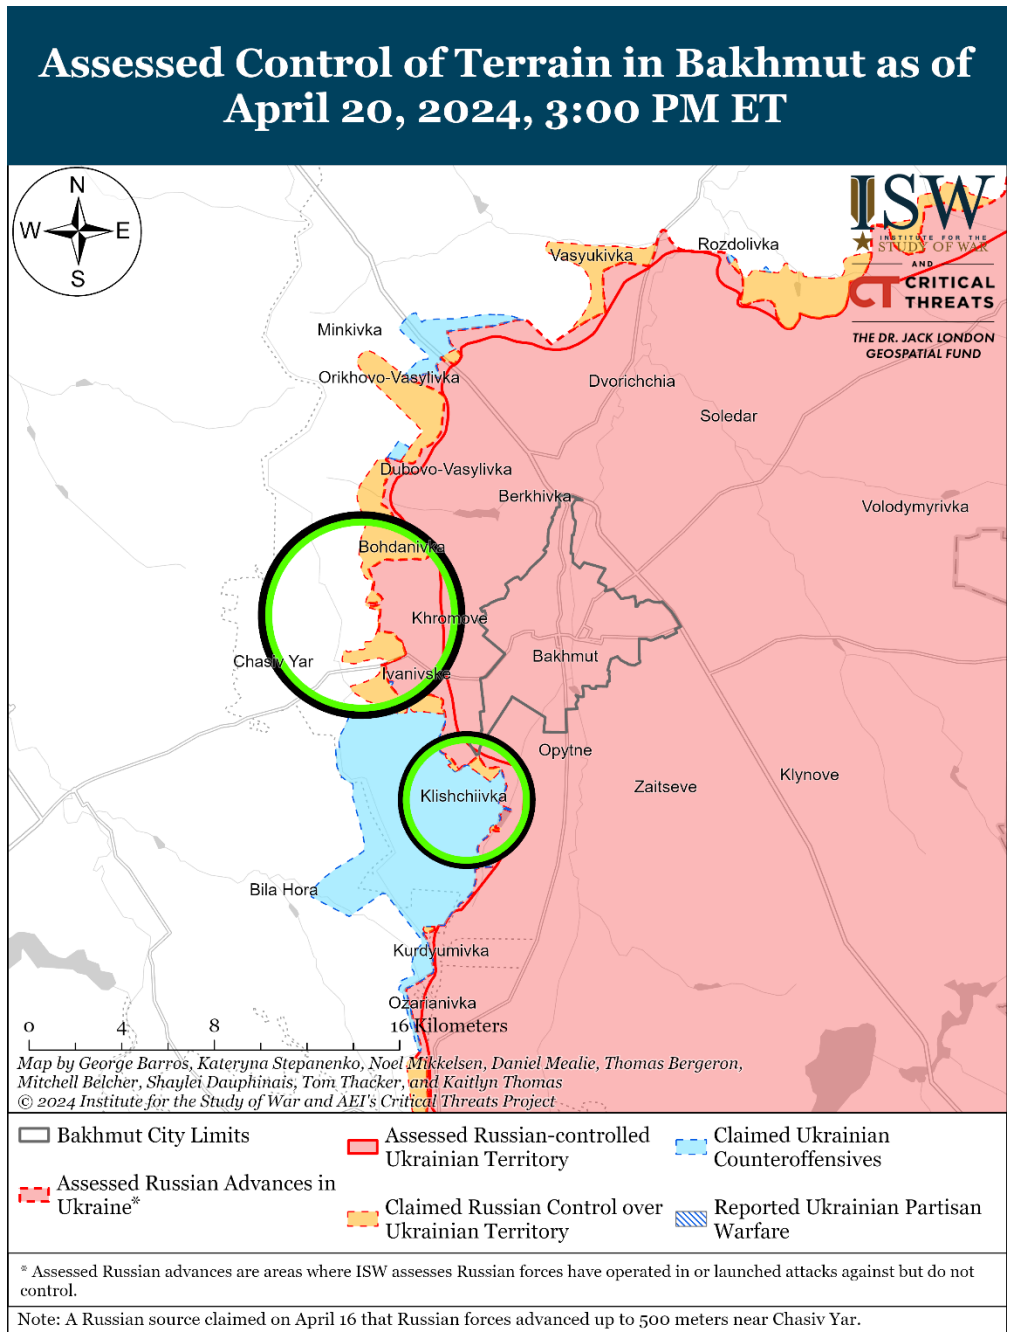 Assessed Control of Terrain in Bakhmut as of
April 20, 2024, 3:00 PM ET
N
W
E
S
ISW
INSTITUTE FOR THE
STUDY OF WAR
AND
CT CRITICAL
THREATS
THE DR. JACK LONDON
GEOSPATIAL FUND
Rozdolivka
Vasyukivka
Minkivka
Orikhovo-Vasylivka
Dvorichchia
Soledar
Dubovo-Vasylivka
Berkhivka
Volodymyrivka
Bohdanivka
Khromove
Chasiv Yar
Bakhmut
Ivanivske
Opytne
Klynove
Zaitseve
Klishchiivka
Bila Hora
Kurdyumivka
Ozarianivka
0 4 8 16 Kilometers
Map by George Barros, Kateryna Stepanenko, Noel Mikkelsen, Daniel Mealie, Thomas Bergeron,
Mitchell Belcher, Shaylei Dauphinais, Tom Thacker, and Kaitlyn Thomas
© 2024 Institute for the Study of War and AEI's Critical Threats Project
Bakhmut City Limits
Assessed Russian Advances in
Ukraine*
Assessed Russian-controlled
Ukrainian Territory
Claimed Russian Control over
Ukrainian Territory
Claimed Ukrainian
Counteroffensives
Reported Ukrainian Partisan
Warfare
* Assessed Russian advances are areas where ISW assesses Russian forces have operated in or launched attacks against but do not
control.
Note: A Russian source claimed on April 16 that Russian forces advanced up to 500 meters near Chasiv Yar.